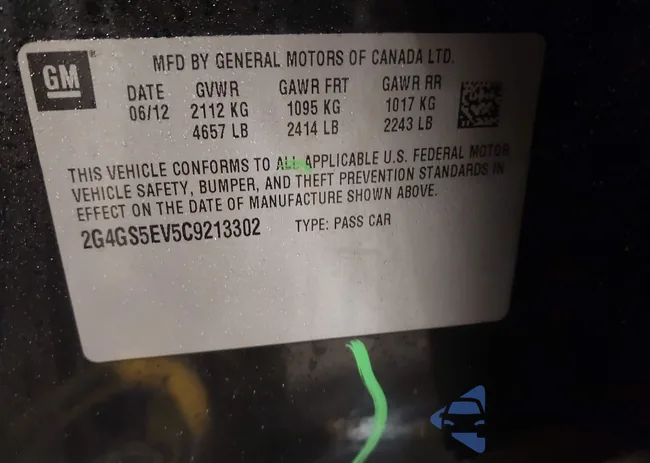 GM
MFD BY GENERAL MOTORS OF CANADA LTD.
DATE GVWR GAWR FRT GAWR RR
06/12 2112 KG 1095 KG 1017 KG
4657 LB 2414 LB 2243 LB
THIS VEHICLE CONFORMS TO ALL APPLICABLE U.S. FEDERAL MOTOR
VEHICLE SAFETY, BUMPER, AND THEFT PREVENTION STANDARDS IN
EFFECT ON THE DATE OF MANUFACTURE SHOWN ABOVE.
2G4GS5EV5C9213302 TYPE: PASS CAR